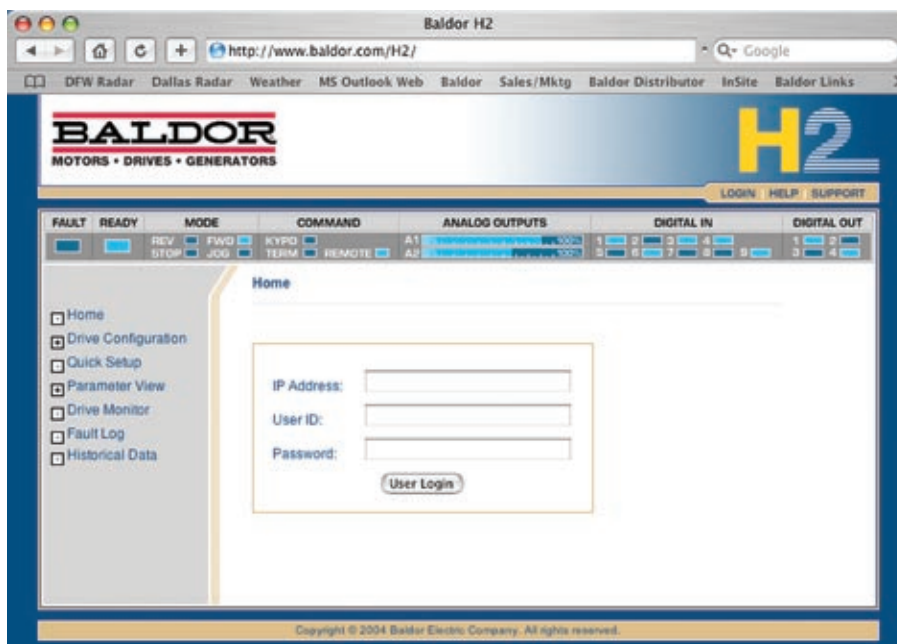 Baldor H2
http://www.baldor.com/H2/
Google
DFW Radar Dallas Radar Weather MS Outlook Web Baldor Sales/Mktg Baldor Distributor InSite Baldor Links
BALDOR
MOTORS • DRIVES • GENERATORS
H2
LOGIN HELP SUPPORT
FAULT READY MODE COMMAND ANALOG OUTPUTS DIGITAL IN DIGITAL OUT
REV FWD KYPD A1 100% 1 2 3 4 1 2
STOP JOG TERM REMOTE A2 100% 5 6 7 8 9 3 4
Home
Home
Drive Configuration
Quick Setup
Parameter View
Drive Monitor
Fault Log
Historical Data
IP Address:
User ID:
Password:
User Login
Copyright © 2004 Baldor Electric Company. All rights reserved.